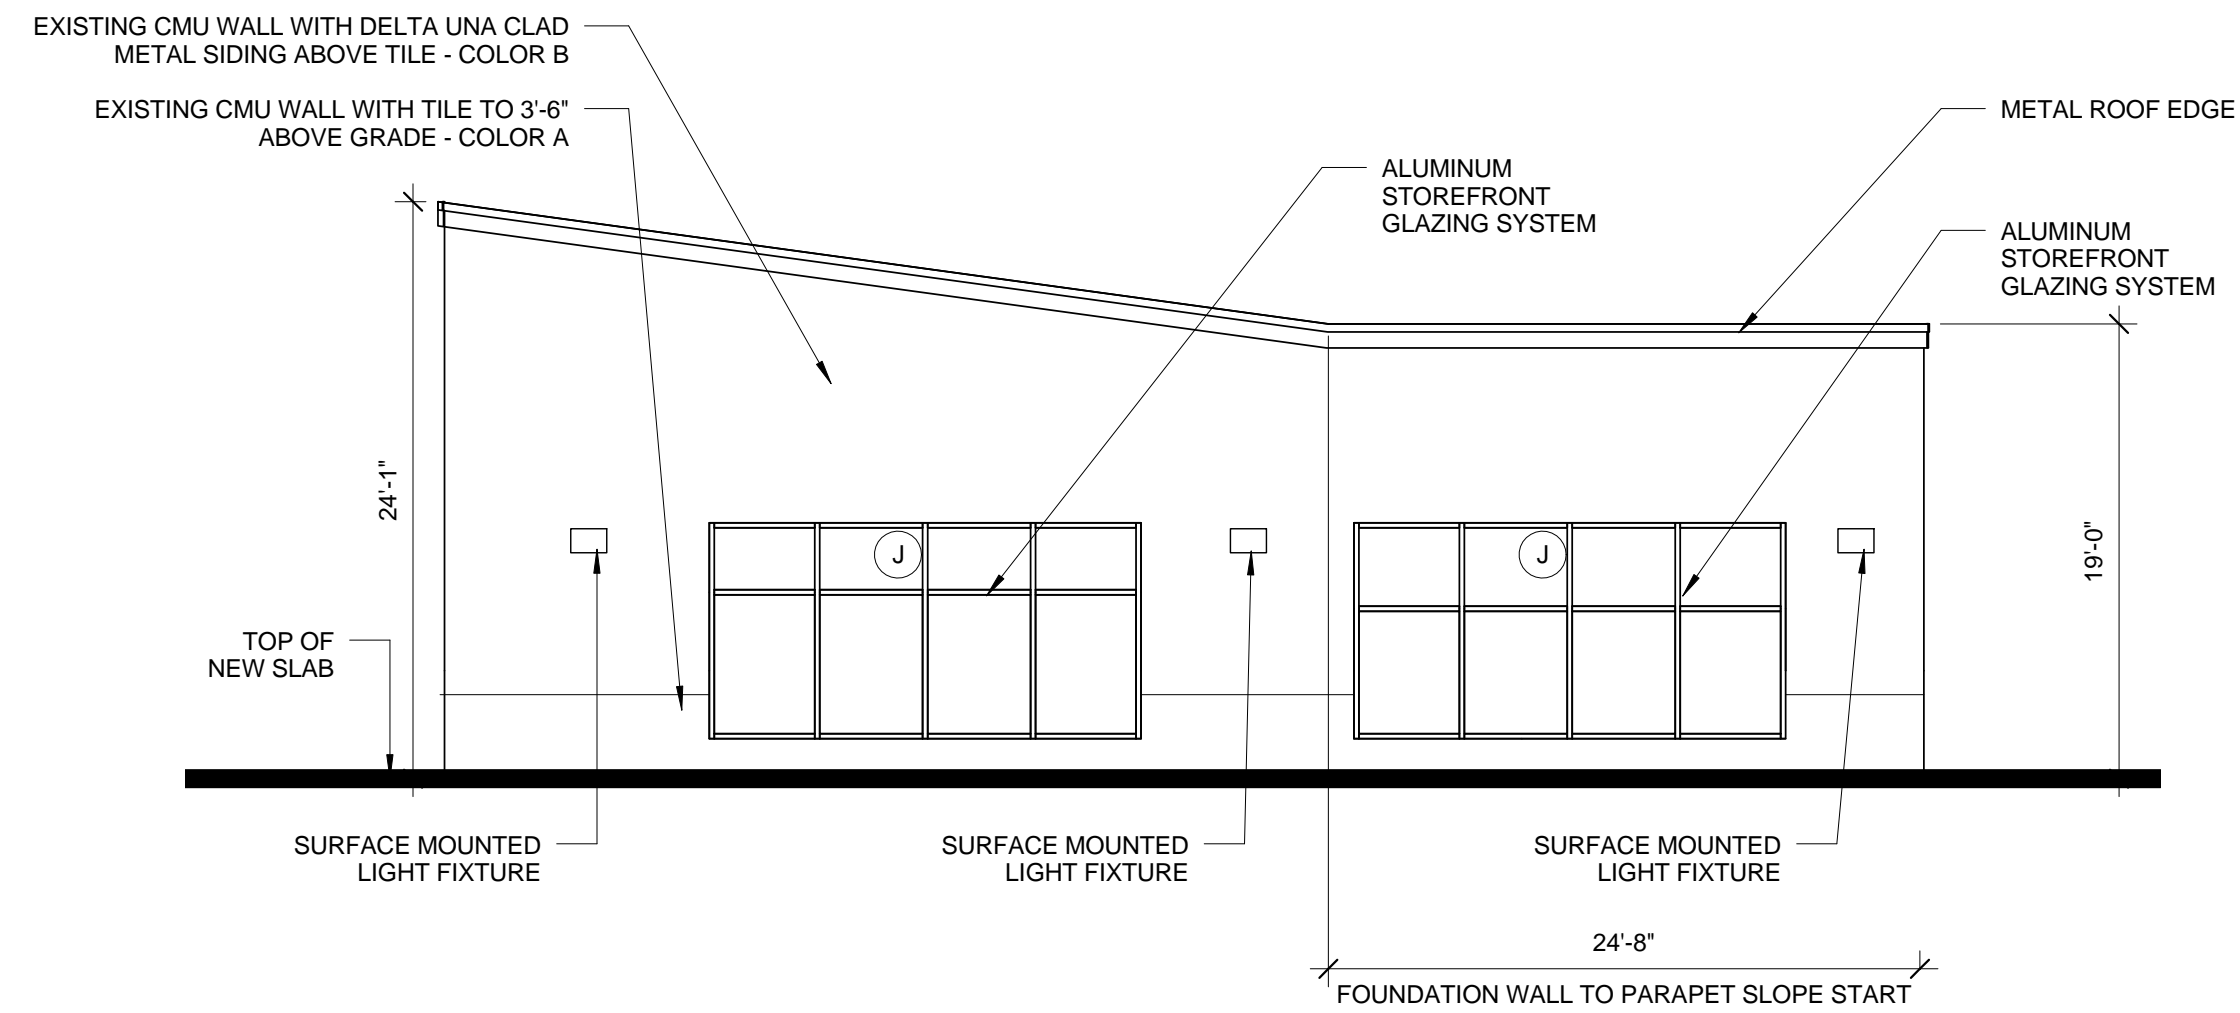 EXISTING CMU WALL WITH DELTA UNA CLAD
METAL SIDING ABOVE TILE - COLOR B
EXISTING CMU WALL WITH TILE TO 3'-6"
ABOVE GRADE - COLOR A
METAL ROOF EDGE
ALUMINUM
STOREFRONT
GLAZING SYSTEM
ALUMINUM
STOREFRONT
GLAZING SYSTEM
24'-1"
19'-0"
J
J
TOP OF
NEW SLAB
SURFACE MOUNTED
LIGHT FIXTURE
SURFACE MOUNTED
LIGHT FIXTURE
SURFACE MOUNTED
LIGHT FIXTURE
24'-8"
FOUNDATION WALL TO PARAPET SLOPE START